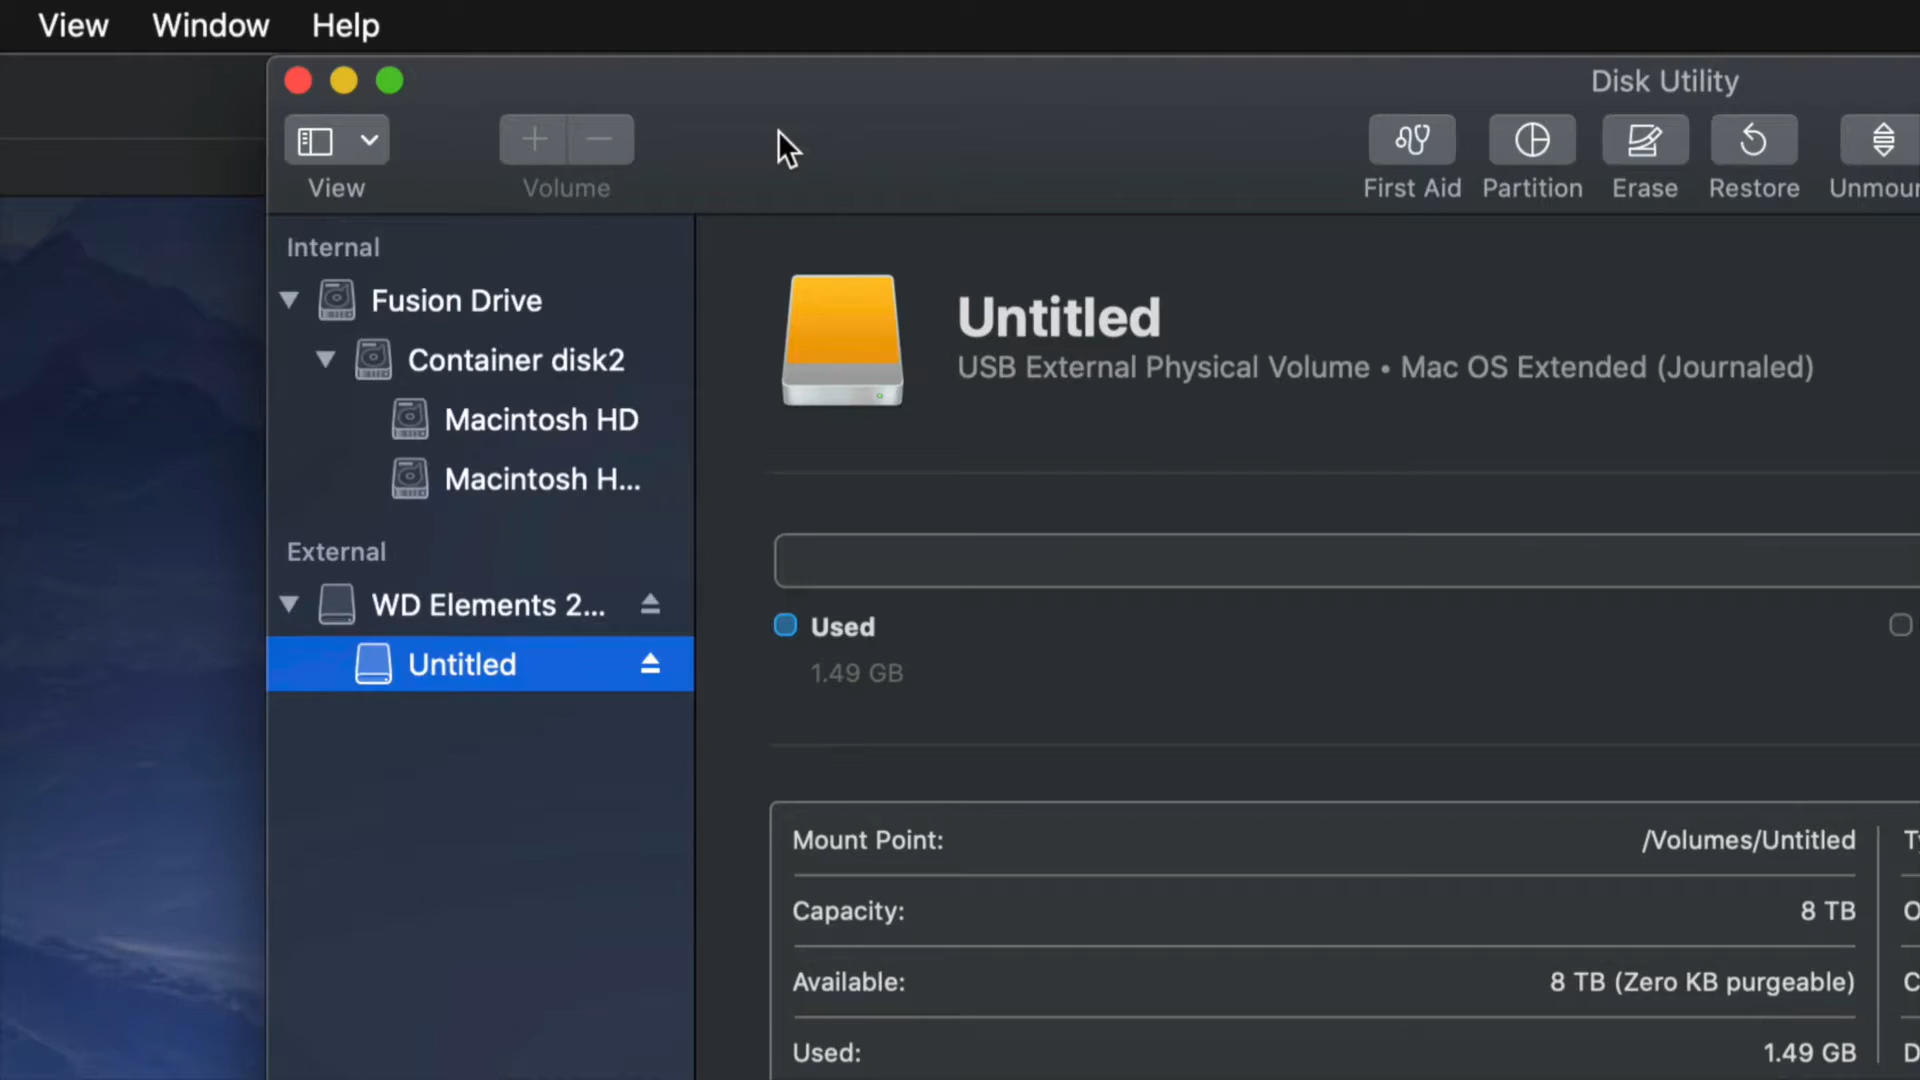 View Window Help
Disk Utility
View
Volume
First Aid
Partition
Erase
Restore
Unmour
Internal
Fusion Drive
Container disk2
Macintosh HD
Macintosh H...
External
WD Elements 2...
Untitled
Untitled
USB External Physical Volume • Mac OS Extended (Journaled)
Used
1.49 GB
Mount Point: /Volumes/Untitled
Capacity: 8 TB
Available: 8 TB (Zero KB purgeable)
Used: 1.49 GB